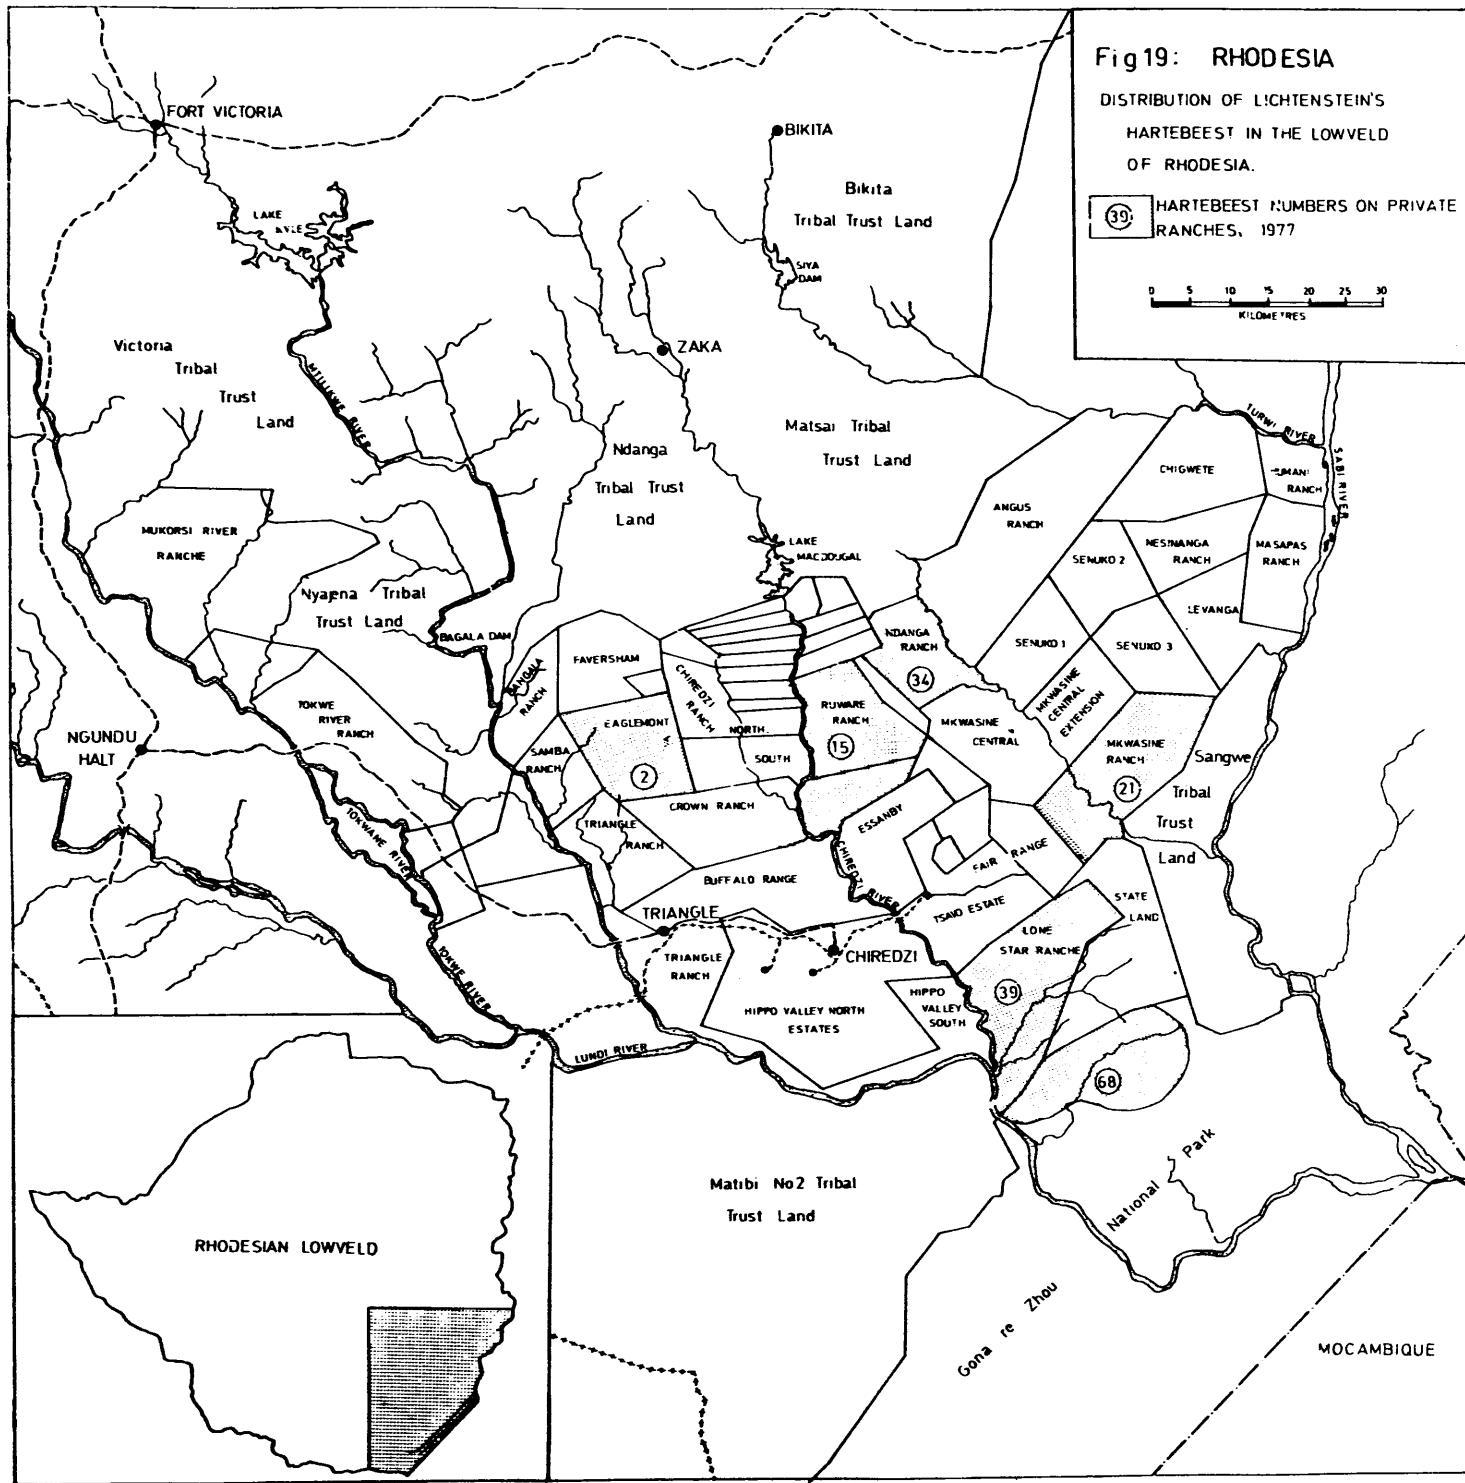 Fig 19: RHODESIA
DISTRIBUTION OF LICHTENSTEIN'S
HARTEBEEST IN THE LOWVELD
OF RHODESIA.
39
HARTEBEEST NUMBERS ON PRIVATE
RANCHES, 1977
0 5 10 15 20 25 30
KILOMETRES
FORT VICTORIA
BIKITA
Bikita
Tribal Trust Land
LAKE
KYLE
SIYA
DAM
ZAKA
Victoria
Tribal
Trust
Land
MTILIKWE RIVER
Ndanga
Tribal Trust
Land
Matsai Tribal
Trust Land
TURWI RIVER
SABI RIVER
CHIGWETE
RANCH
ANGUS
RANCH
MUKORSI RIVER
RANCHE
LAKE
MACDOUGAL
SENUKO 2
NESINANGA
RANCH
MASAPAS
RANCH
Nyajena Tribal
Trust Land
BAGALA DAM
LEVANGA
NDANGA
RANCH
34
SENUKO 1
SENUKO 3
FAVERSHAM
BANGALA
RANCH
CHIREDZI
RANCH
NORTH
SOUTH
MKWASINE
CENTRAL
EXTENSION
TOKWE
RIVER
RANCH
EAGLEMONT
2
RUWARE
RANCH
15
MKWASINE
CENTRAL
MKWASINE
RANCH
21
Sangwe
Tribal
Trust
Land
NGUNDU
HALT
SAMBA
RANCH
CROWN RANCH
TRIANGLE
RANCH
ESSANBY
TOKWANE RIVER
CHIREDZI RIVER
FAIR RANGE
BUFFALO RANGE
TSAVO ESTATE
STATE
LAND
TRIANGLE
LONE
STAR RANCHE
39
TRIANGLE
RANCH
CHIREDZI
TOKWE RIVER
HIPPO VALLEY NORTH
ESTATES
HIPPO
VALLEY
SOUTH
LUNDI RIVER
68
Matibi No 2 Tribal
Trust Land
Gona re Zhou
National Park
RHODESIAN LOWVELD
MOCAMBIQUE